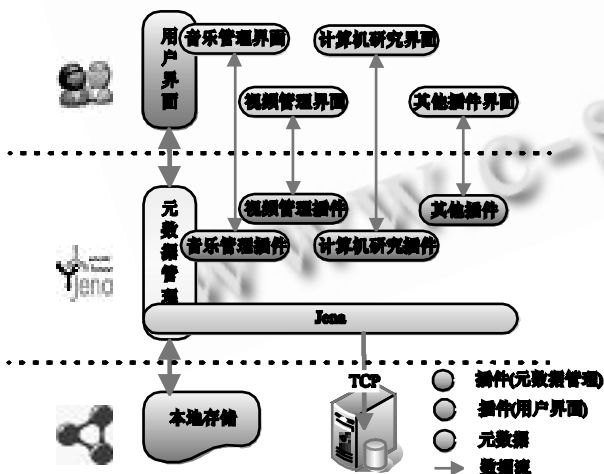 用户界面
音乐管理界面
计算机研究界面
视频管理界面
其他插件界面
www.c-s
元数据管理
视频管理插件
其他插件
音乐管理插件
计算机研究插件
jena
Jena
TCP
本地存储
插件(元数据管理)
插件(用户界面)
元数据
数据流